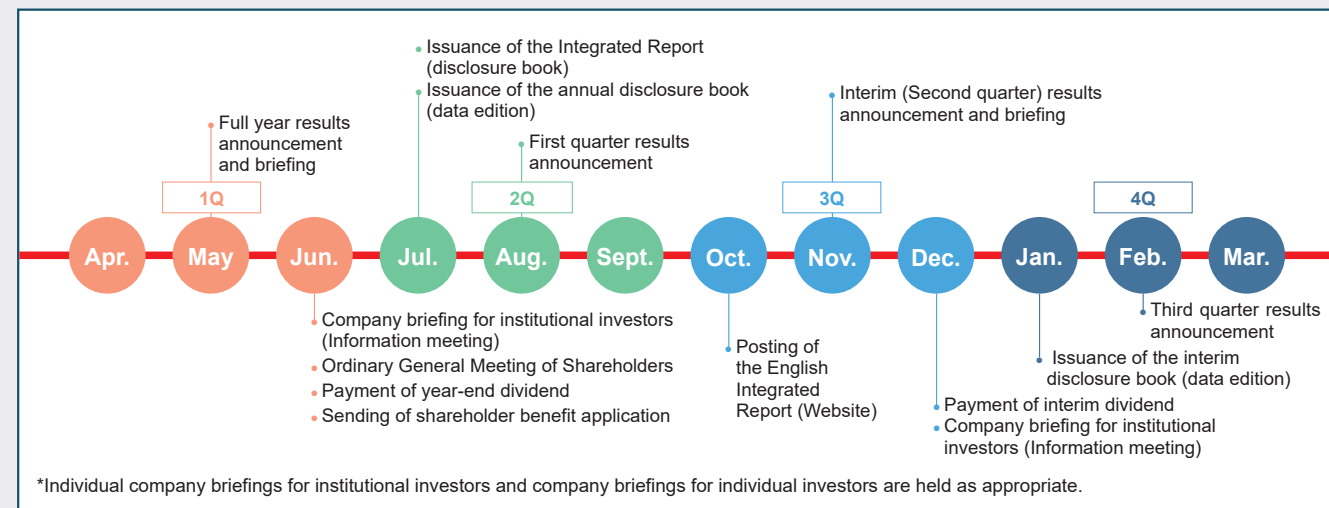 Issuance of the Integrated Report
(disclosure book)
Issuance of the annual disclosure book
(data edition)
Full year results
announcement
and briefing
First quarter results
announcement
Interim (Second quarter) results
announcement and briefing
1Q
2Q
3Q
4Q
Apr.
May
Jun.
Jul.
Aug.
Sept.
Oct.
Nov.
Dec.
Jan.
Feb.
Mar.
Company briefing for institutional investors
(Information meeting)
Ordinary General Meeting of Shareholders
Payment of year-end dividend
Sending of shareholder benefit application
Posting of
the English
Integrated
Report (Website)
Payment of interim dividend
Company briefing for institutional
investors (Information meeting)
Issuance of the interim
disclosure book (data edition)
Third quarter results
announcement
*Individual company briefings for institutional investors and company briefings for individual investors are held as appropriate.